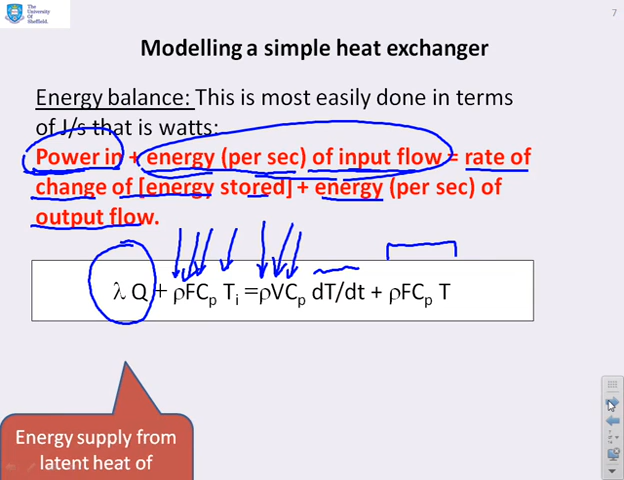 The
University
Of
Sheffield.
7
Modelling a simple heat exchanger
Energy balance: This is most easily done in terms
of J/s that is watts:
Power in + energy (per sec) of input flow = rate of
change of [energy stored] + energy (per sec) of
output flow.
λ Q + ρFCp Ti =ρVCp dT/dt + ρFCp T
Energy supply from
latent heat of